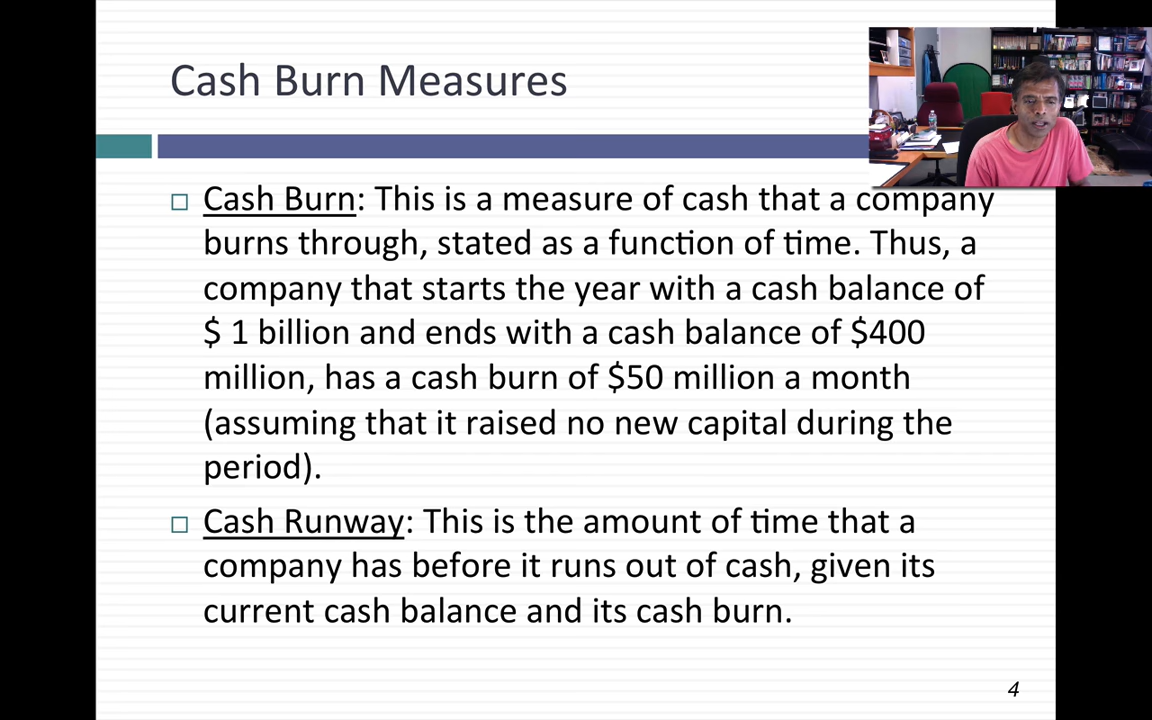 Cash Burn Measures
Cash Burn: This is a measure of cash that a company
burns through, stated as a function of time. Thus, a
company that starts the year with a cash balance of
$ 1 billion and ends with a cash balance of $400
million, has a cash burn of $50 million a month
(assuming that it raised no new capital during the
period).
Cash Runway: This is the amount of time that a
company has before it runs out of cash, given its
current cash balance and its cash burn.
4